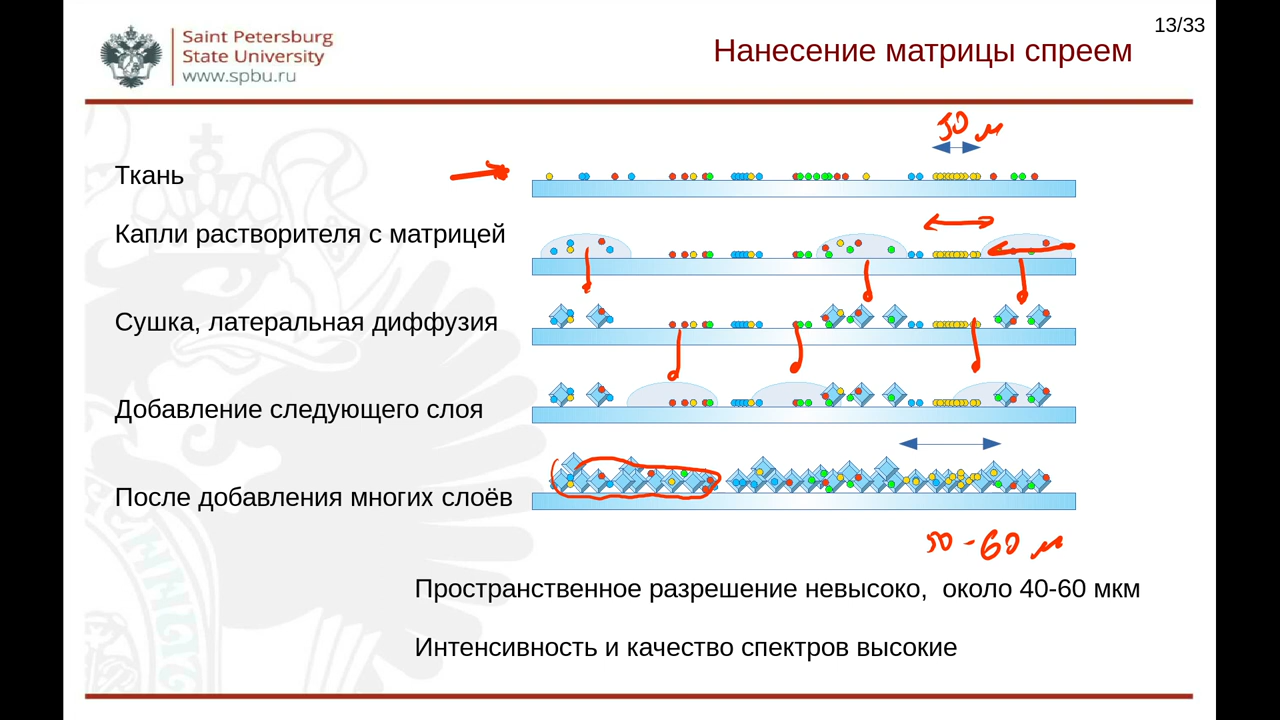 13/33
Saint Petersburg
State University
www.spbu.ru
Нанесение матрицы спреем
Ткань
Капли растворителя с матрицей
Сушка, латеральная диффузия
Добавление следующего слоя
После добавления многих слоёв
Пространственное разрешение невысоко, около 40-60 мкм
Интенсивность и качество спектров высокие